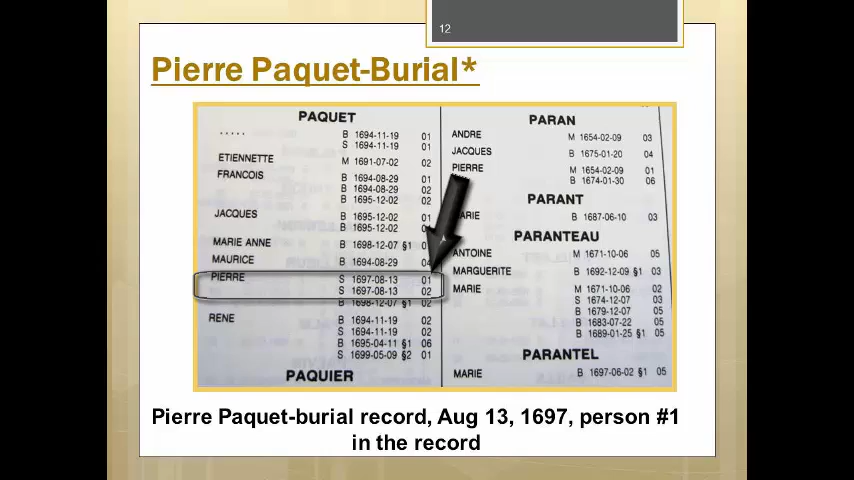 12
Pierre Paquet-Burial*
PAQUET
..... B 1694-11-19 01
S 1694-11-19 01
ETIENNETTE M 1691-07-02 02
FRANCOIS B 1694-08-29 01
B 1694-08-29 02
B 1695-12-02 02
JACQUES B 1695-12-02 01
B 1695-12-02
MARIE ANNE B 1698-12-07 §1
MAURICE B 1694-08-29 04
PIERRE S 1697-08-13 01
S 1697-08-13 02
B 1698-12-07 §1 02
RENE B 1694-11-19 02
S 1694-11-19 02
B 1695-04-11 §1 06
S 1699-05-09 §2 01
PAQUIER
PARAN
ANDRE M 1654-02-09 03
JACQUES B 1675-01-20 04
PIERRE M 1654-02-09 01
B 1674-01-30 06
PARANT
ARIE B 1687-06-10 03
PARANTEAU
ANTOINE M 1671-10-06 05
MARGUERITE B 1692-12-09 §1 03
MARIE M 1671-10-06 02
S 1674-12-07 03
B 1679-12-07 05
B 1683-07-22 05
B 1689-01-25 §1 05
PARANTEL
MARIE B 1697-06-02 §1 05
Pierre Paquet-burial record, Aug 13, 1697, person #1
in the record